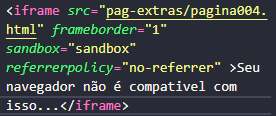 <iframe src="pag-extras/pagina004.
html" frameborder="1"
sandbox="sandbox"
referrerpolicy="no-referrer" >Seu
navegador não é compativel com
isso...</iframe>